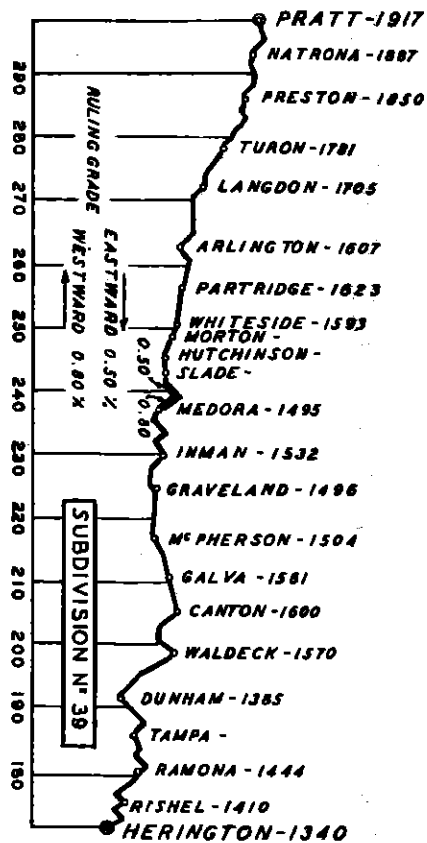 PRATT-1917
NATRONA-1887
290
PRESTON-1850
280
TURON-1781
RULING GRADE
WESTWARD 0.80 %
EASTWARD 0.50 %
LANGDON-1705
270
ARLINGTON-1607
260
PARTRIDGE-1623
WHITESIDE-1593
250
MORTON-
HUTCHINSON-
0.50
SLADE-
240
0.80
MEDORA-1495
INMAN-1532
230
GRAVELAND-1496
220
SUBDIVISION Nº 39
McPHERSON-1504
GALVA-1581
210
CANTON-1600
200
WALDECK-1570
DUNHAM-1385
190
TAMPA-
RAMONA-1444
180
RISHEL-1410
HERINGTON-1340